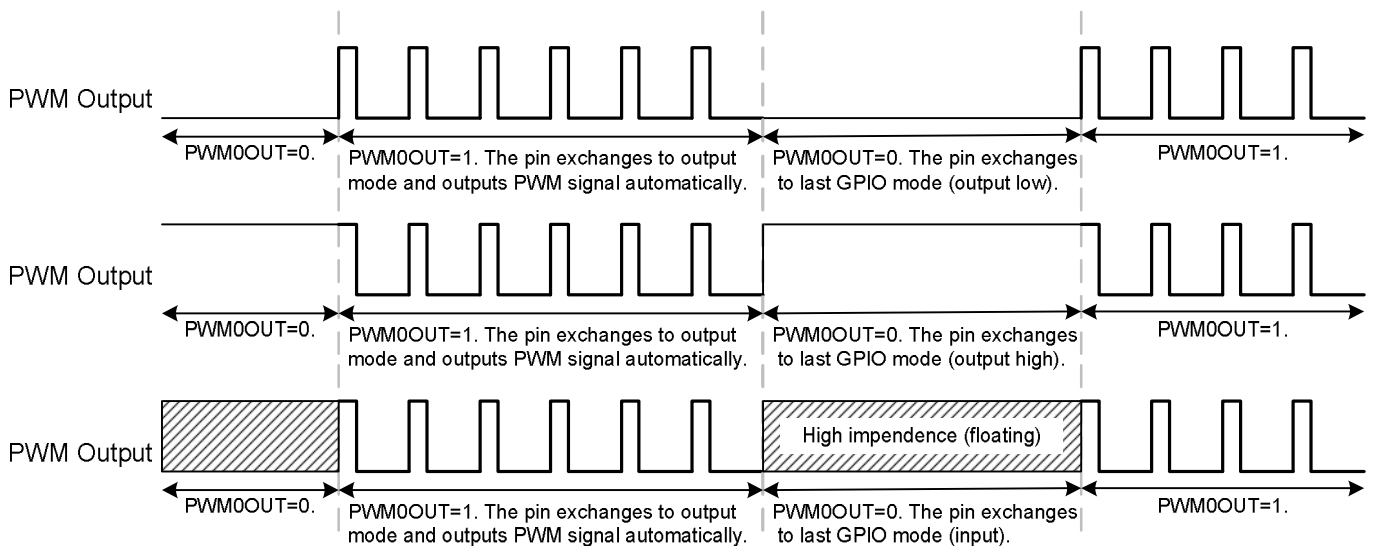 PWM Output
PWM0OUT=0.
PWM0OUT=1. The pin exchanges to output
mode and outputs PWM signal automatically.
PWM0OUT=0. The pin exchanges
to last GPIO mode (output low).
PWM0OUT=1.
PWM Output
PWM0OUT=0.
PWM0OUT=1. The pin exchanges to output
mode and outputs PWM signal automatically.
PWM0OUT=0. The pin exchanges
to last GPIO mode (output high).
PWM0OUT=1.
PWM Output
High impendence (floating)
PWM0OUT=0.
PWM0OUT=1. The pin exchanges to output
mode and outputs PWM signal automatically.
PWM0OUT=0. The pin exchanges
to last GPIO mode (input).
PWM0OUT=1.